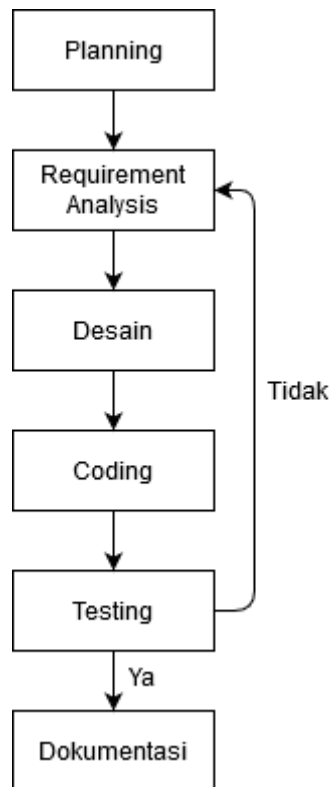 Planning
Requirement
Analysis
Desain
Tidak
Coding
Testing
Ya
Dokumentasi